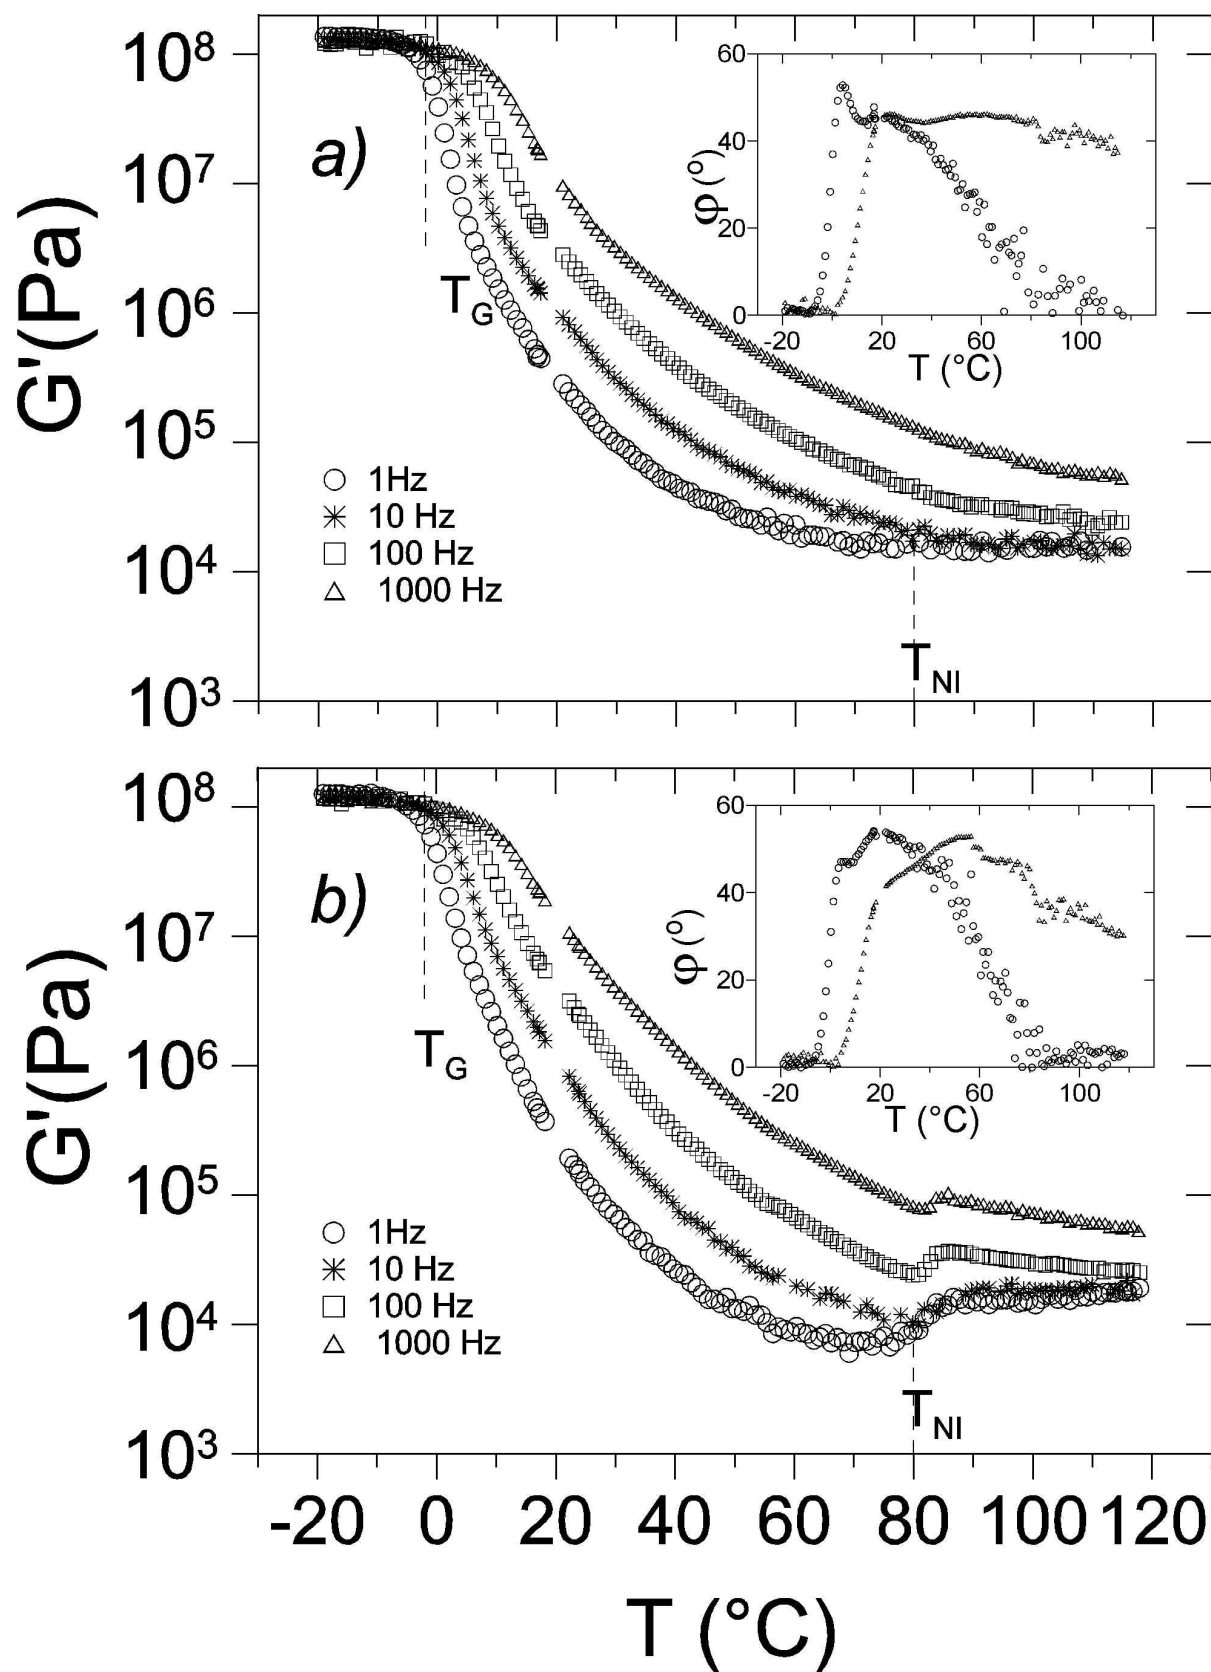 10⁸
10⁷
10⁶
10⁵
10⁴
10³
G'(Pa)
a)
T_G
○ 1Hz
✳ 10 Hz
□ 100 Hz
△ 1000 Hz
T_NI
60
40
20
0
φ(°)
-20 20 60 100
T (°C)
10⁸
10⁷
10⁶
10⁵
10⁴
10³
G'(Pa)
b)
T_G
○ 1Hz
✳ 10 Hz
□ 100 Hz
△ 1000 Hz
T_NI
60
40
20
0
φ(°)
-20 20 60 100
T (°C)
-20 0 20 40 60 80 100 120
T (°C)